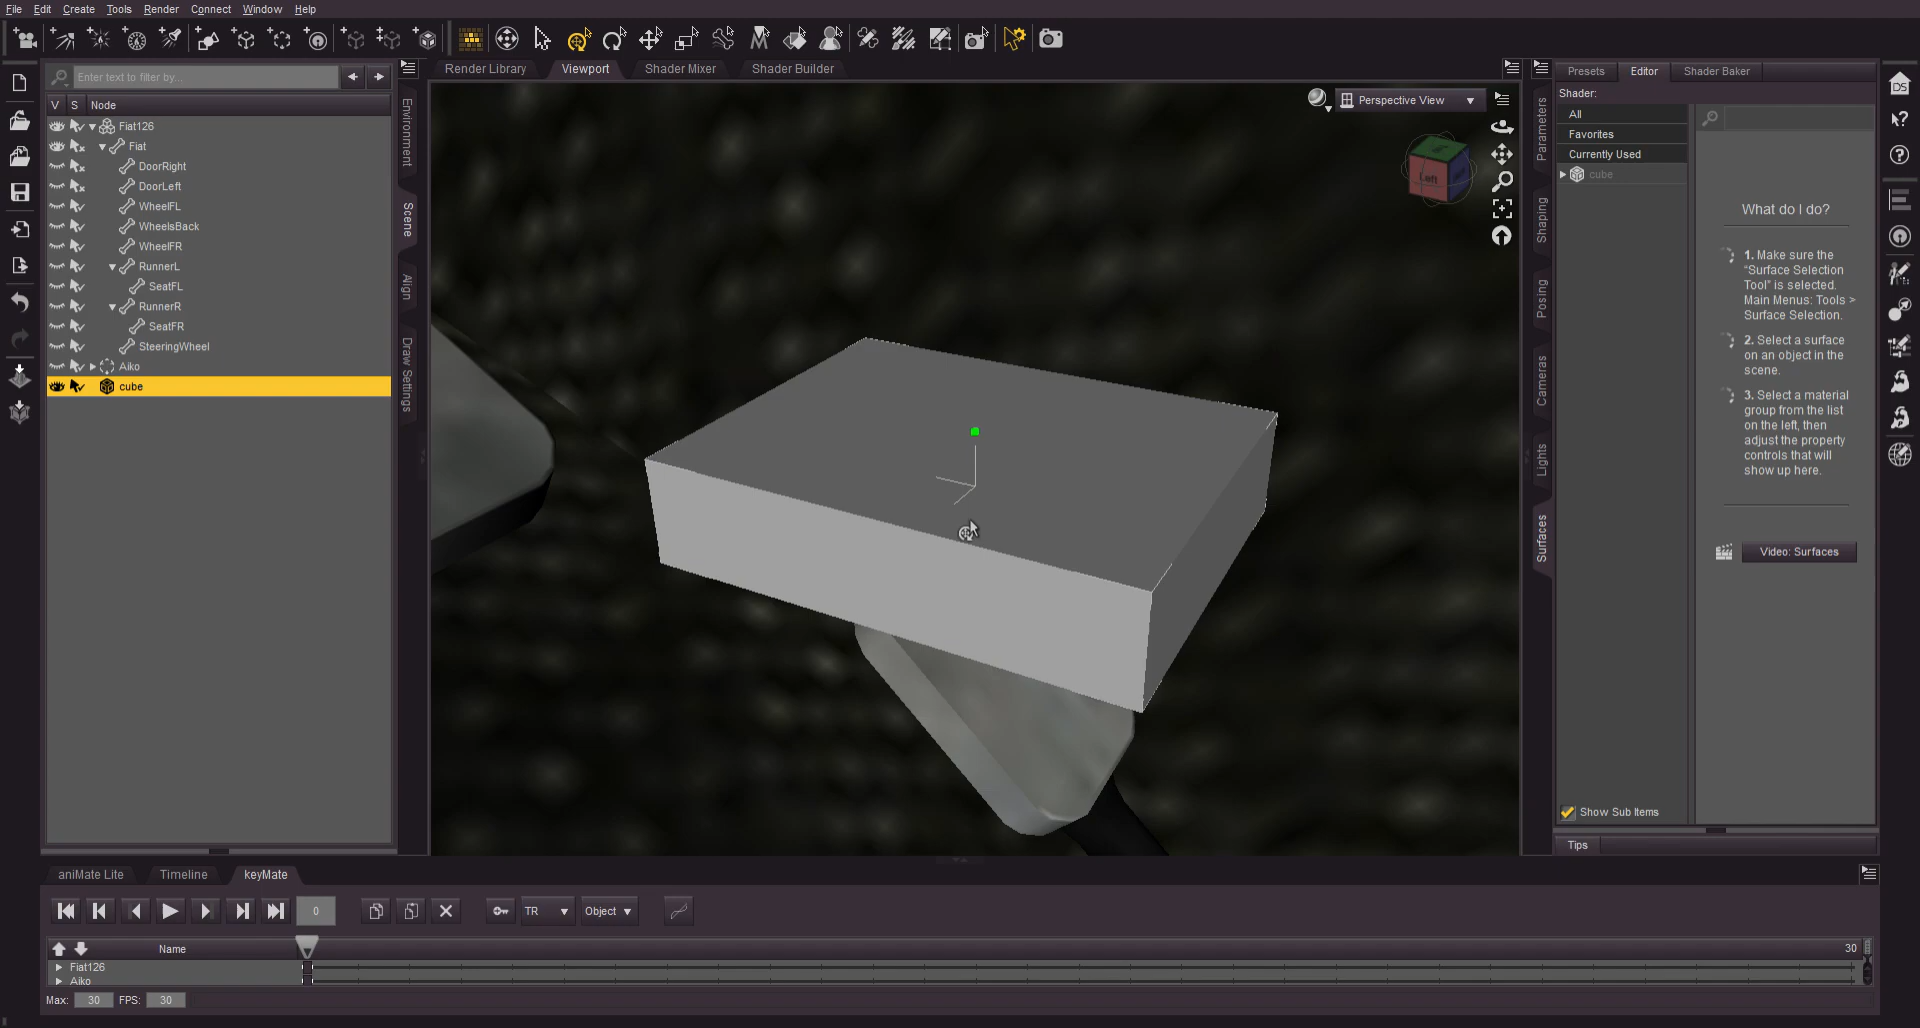 File Edit Create Tools Render Connect Window Help
Enter text to filter by...
V S Node
Fiat126
Fiat
DoorRight
DoorLeft
WheelFL
WheelsBack
WheelFR
RunnerL
SeatFL
RunnerR
SeatFR
SteeringWheel
Aiko
cube
Environment
Scene
Align
Draw Settings
Render Library Viewport Shader Mixer Shader Builder
Perspective View
Left
Parameters
Shaping
Posing
Cameras
Lights
Surfaces
Presets Editor Shader Baker
Shader:
All
Favorites
Currently Used
cube
What do I do?
1. Make sure the
"Surface Selection
Tool" is selected.
Main Menus: Tools >
Surface Selection.
2. Select a surface
on an object in the
scene.
3. Select a material
group from the list
on the left, then
adjust the property
controls that will
show up here.
Video: Surfaces
Show Sub Items
Tips
DS
aniMate Lite Timeline keyMate
0 TR Object
Name 30
Fiat126
Aiko
Max: 30 FPS: 30